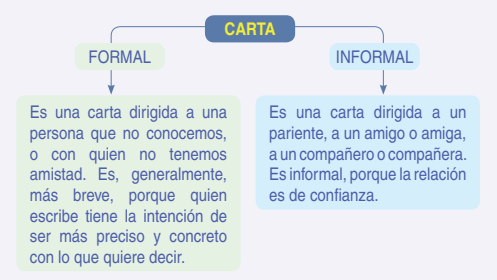 CARTA
FORMAL
INFORMAL
Es una carta dirigida a una
persona que no conocemos,
o con quien no tenemos
amistad. Es, generalmente,
más breve, porque quien
escribe tiene la intención de
ser más preciso y concreto
con lo que quiere decir.
Es una carta dirigida a un
pariente, a un amigo o amiga,
a un compañero o compañera.
Es informal, porque la relación
es de confianza.